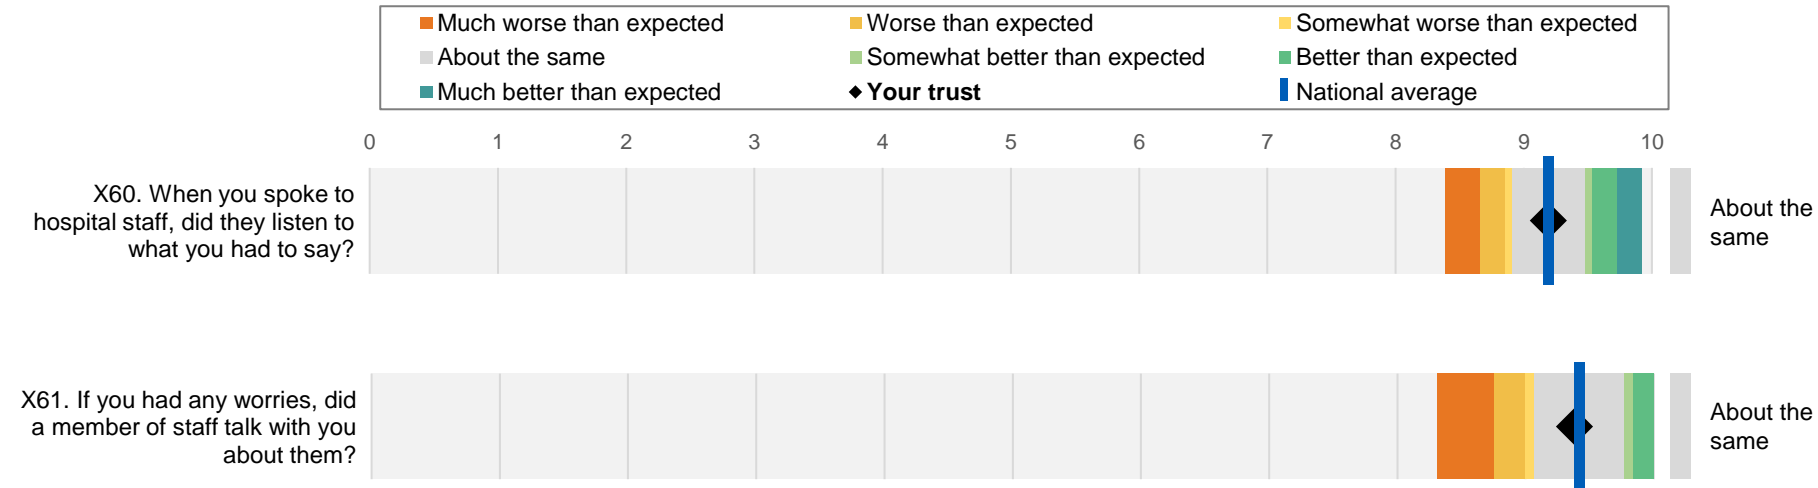 Much worse than expected
Worse than expected
Somewhat worse than expected
About the same
Somewhat better than expected
Better than expected
Much better than expected
Your trust
National average
0 1 2 3 4 5 6 7 8 9 10
X60. When you spoke to
hospital staff, did they listen to
what you had to say?
About the
same
X61. If you had any worries, did
a member of staff talk with you
about them?
About the
same